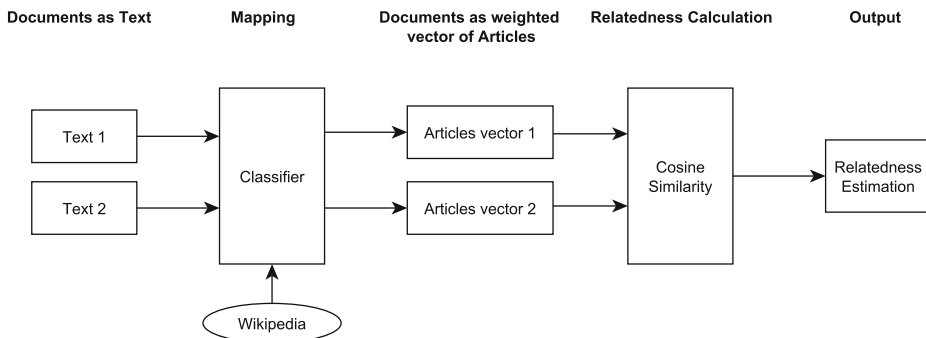 Documents as Text
Mapping
Documents as weighted
vector of Articles
Relatedness Calculation
Output
Text 1
Text 2
Classifier
Wikipedia
Articles vector 1
Articles vector 2
Cosine
Similarity
Relatedness
Estimation